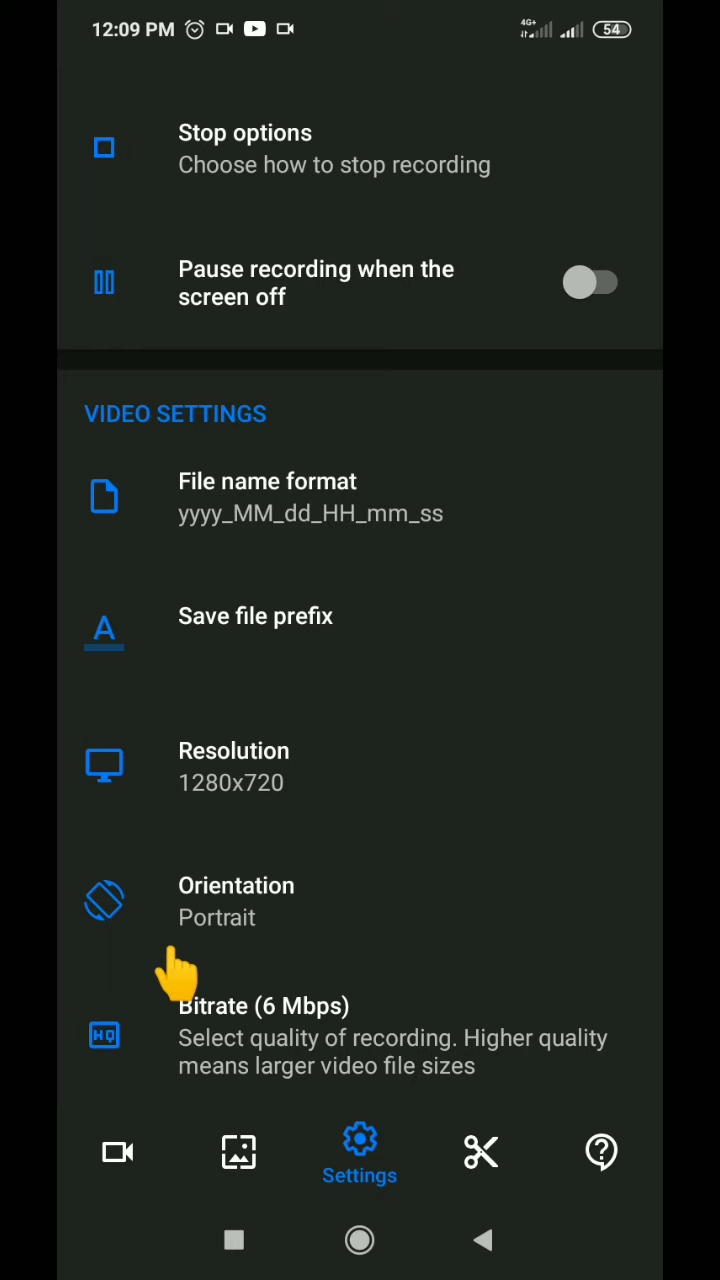 12:09 PM
4G+
54
Stop options
Choose how to stop recording
Pause recording when the
screen off
VIDEO SETTINGS
File name format
yyyy_MM_dd_HH_mm_ss
A
Save file prefix
Resolution
1280x720
Orientation
Portrait
Bitrate (6 Mbps)
HQ
Select quality of recording. Higher quality
means larger video file sizes
Settings